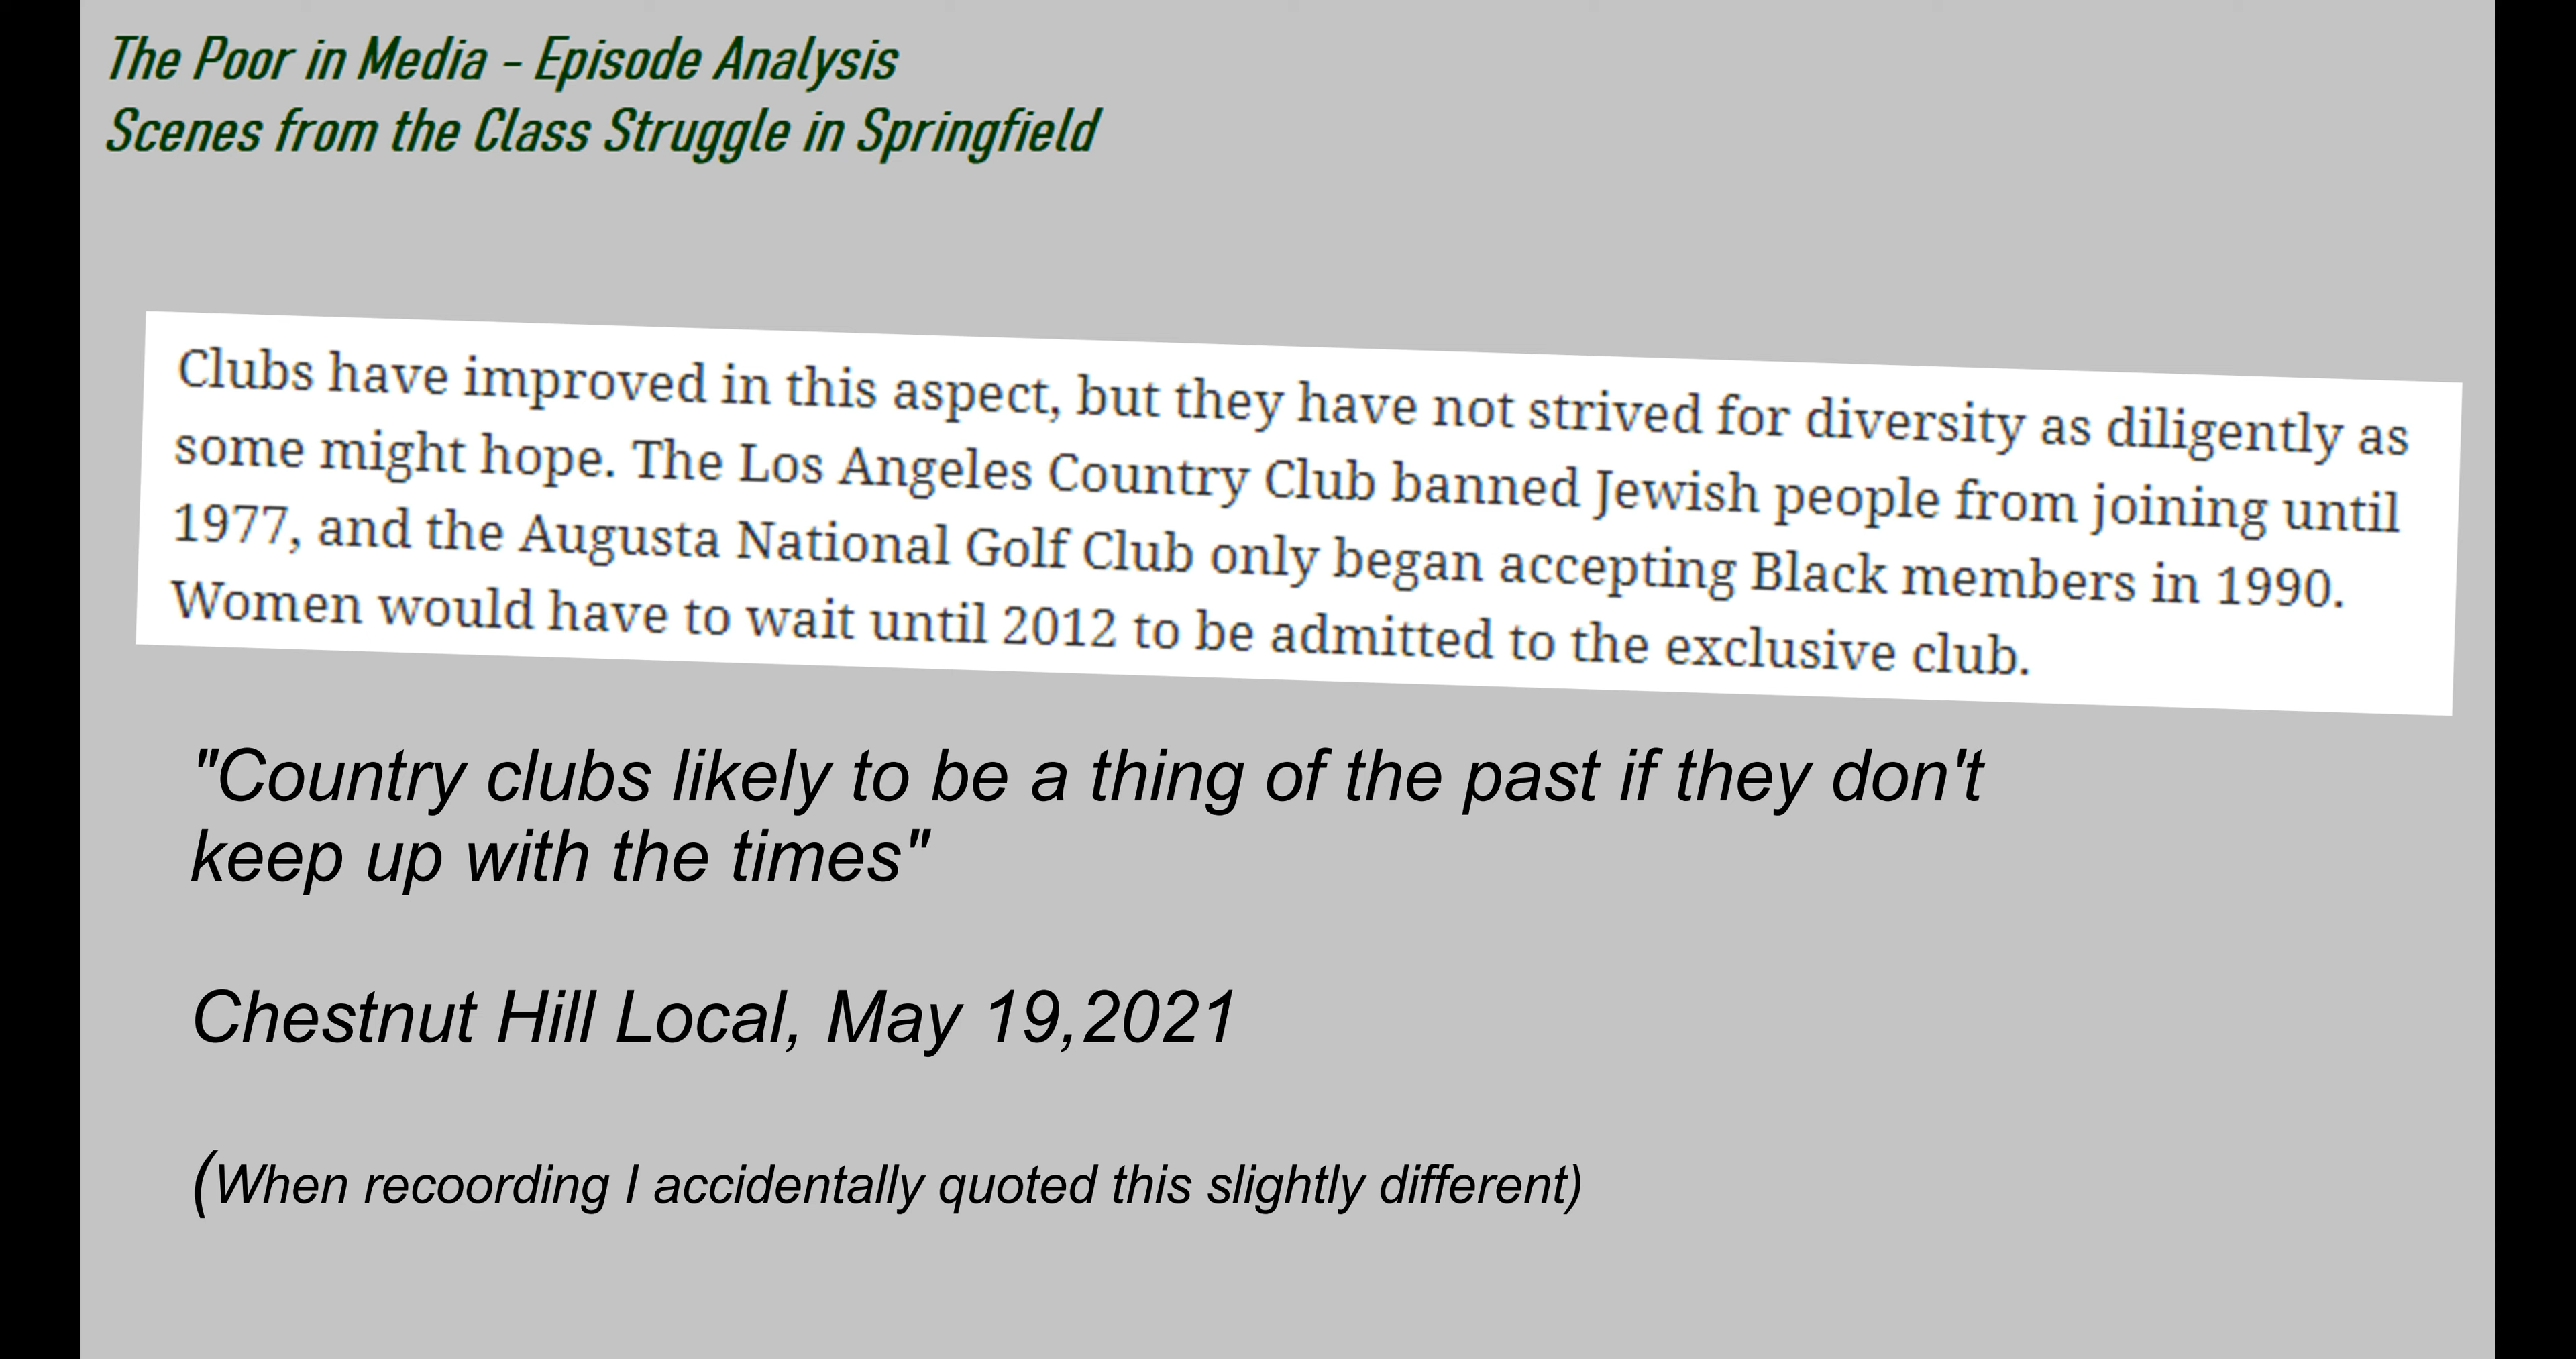 The Poor in Media - Episode Analysis
Scenes from the Class Struggle in Springfield
Clubs have improved in this aspect, but they have not strived for diversity as diligently as
some might hope. The Los Angeles Country Club banned Jewish people from joining until
1977, and the Augusta National Golf Club only began accepting Black members in 1990.
Women would have to wait until 2012 to be admitted to the exclusive club.
"Country clubs likely to be a thing of the past if they don't
keep up with the times"
Chestnut Hill Local, May 19,2021
(When recoording I accidentally quoted this slightly different)